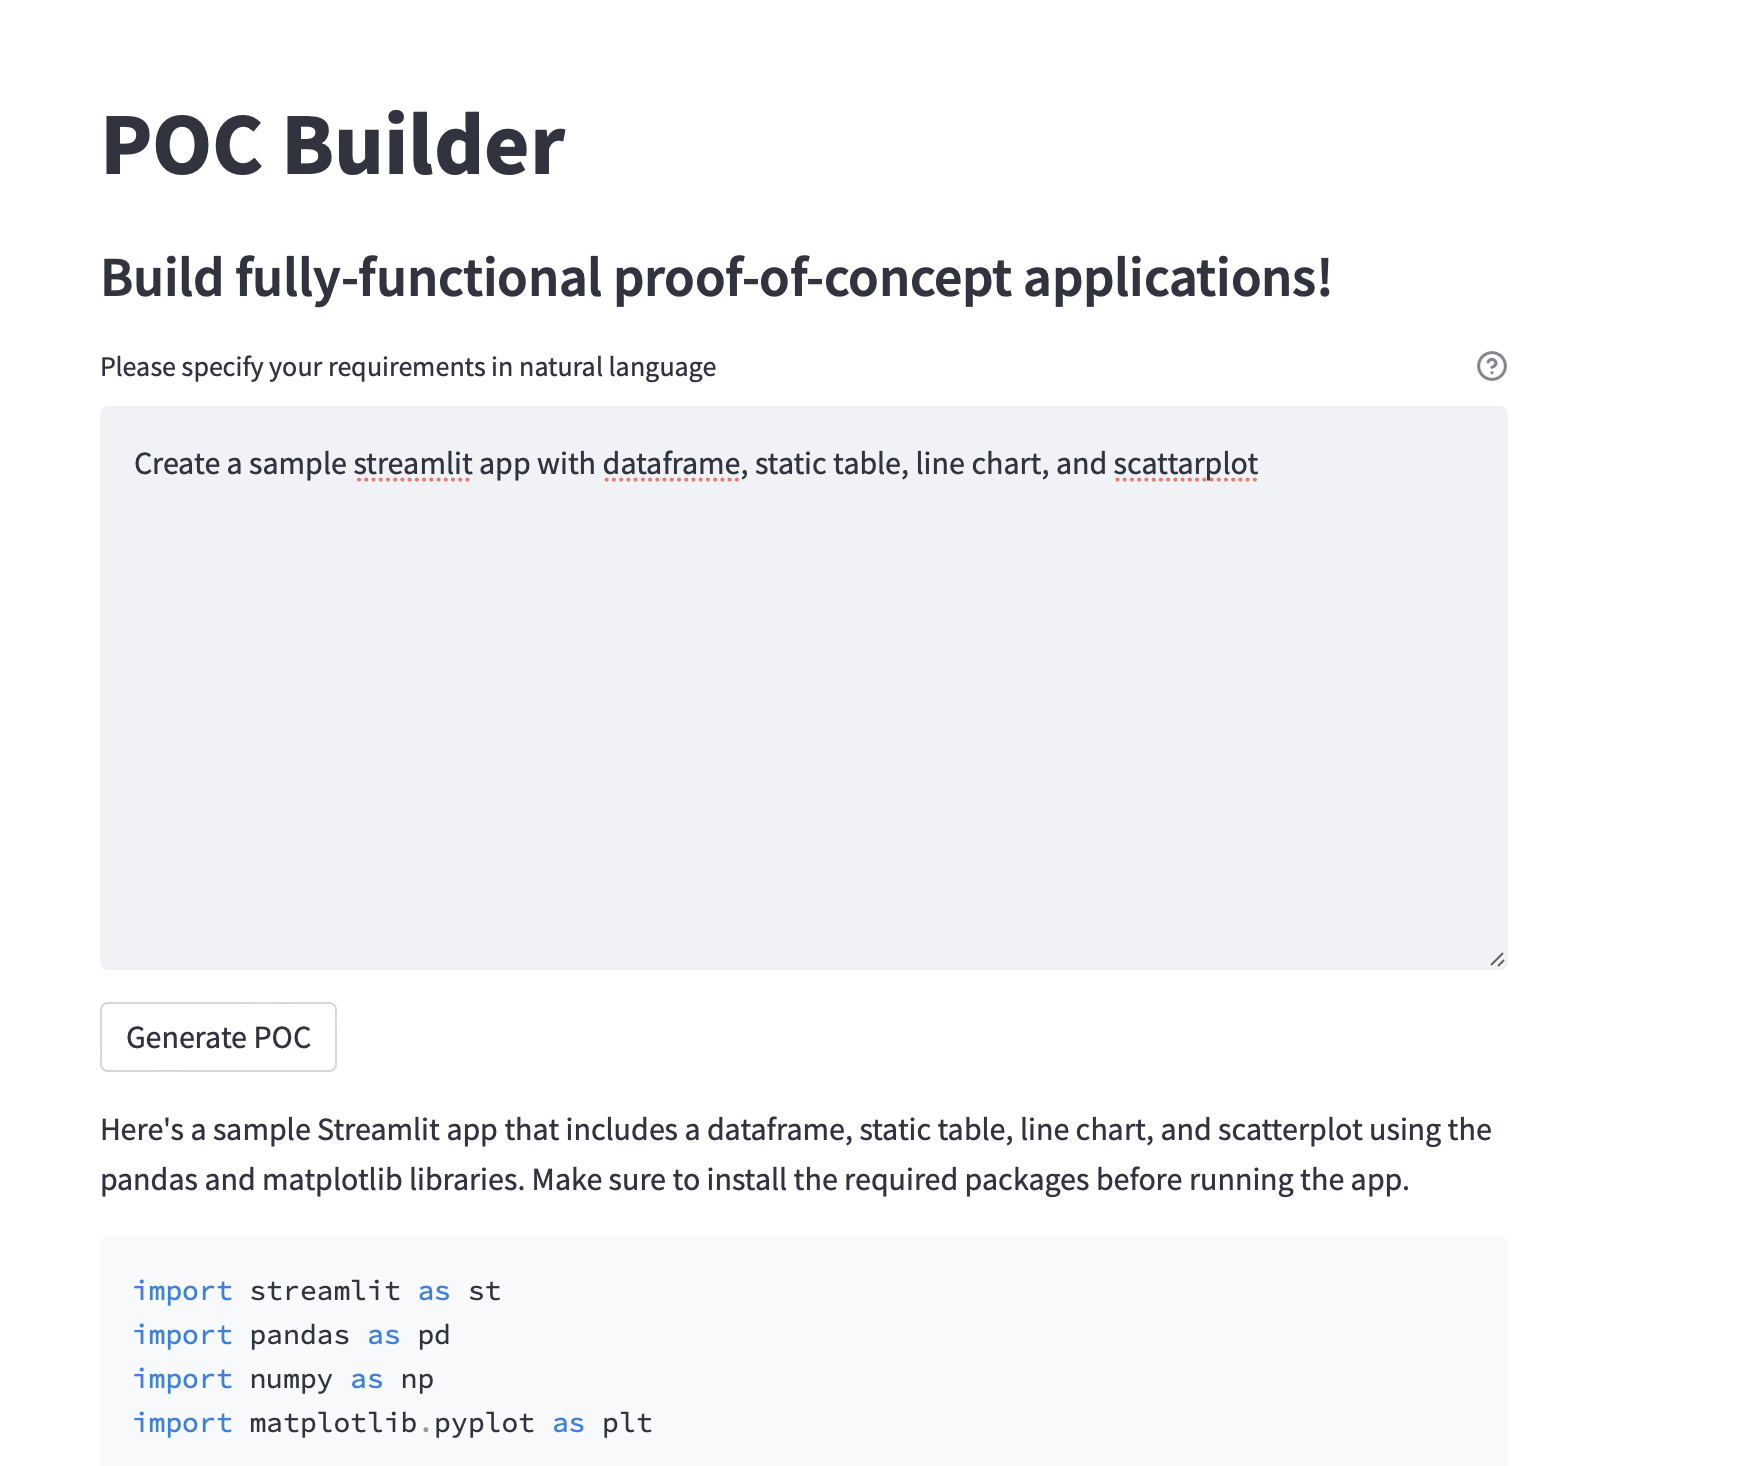 POC Builder
Build fully-functional proof-of-concept applications!
Please specify your requirements in natural language
Create a sample streamlit app with dataframe, static table, line chart, and scattarplot
Generate POC
Here's a sample Streamlit app that includes a dataframe, static table, line chart, and scatterplot using the
pandas and matplotlib libraries. Make sure to install the required packages before running the app.
import streamlit as st
import pandas as pd
import numpy as np
import matplotlib.pyplot as plt